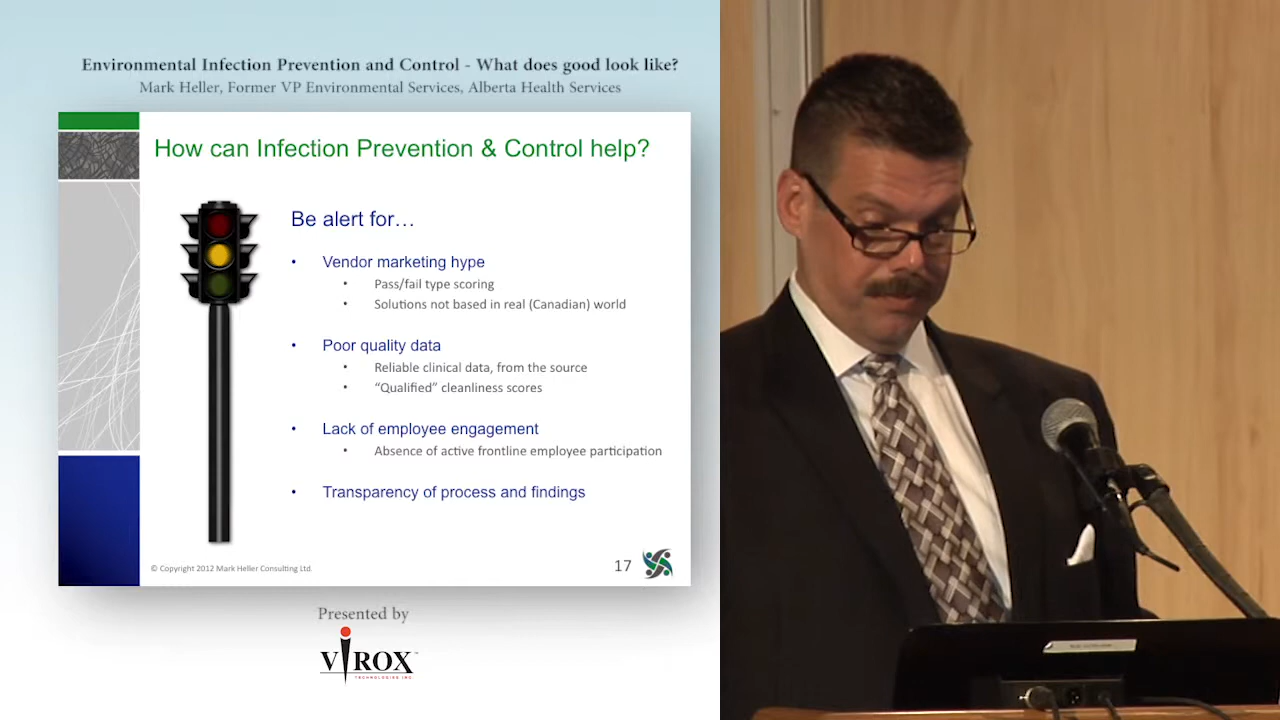 Environmental Infection Prevention and Control - What does good look like?
Mark Heller, Former VP Environmental Services, Alberta Health Services
How can Infection Prevention & Control help?
Be alert for…
• Vendor marketing hype
• Pass/fail type scoring
• Solutions not based in real (Canadian) world
• Poor quality data
• Reliable clinical data, from the source
• “Qualified” cleanliness scores
• Lack of employee engagement
• Absence of active frontline employee participation
• Transparency of process and findings
© Copyright 2012 Mark Heller Consulting Ltd.
17
Presented by
VIROX
TECHNOLOGIES INC.